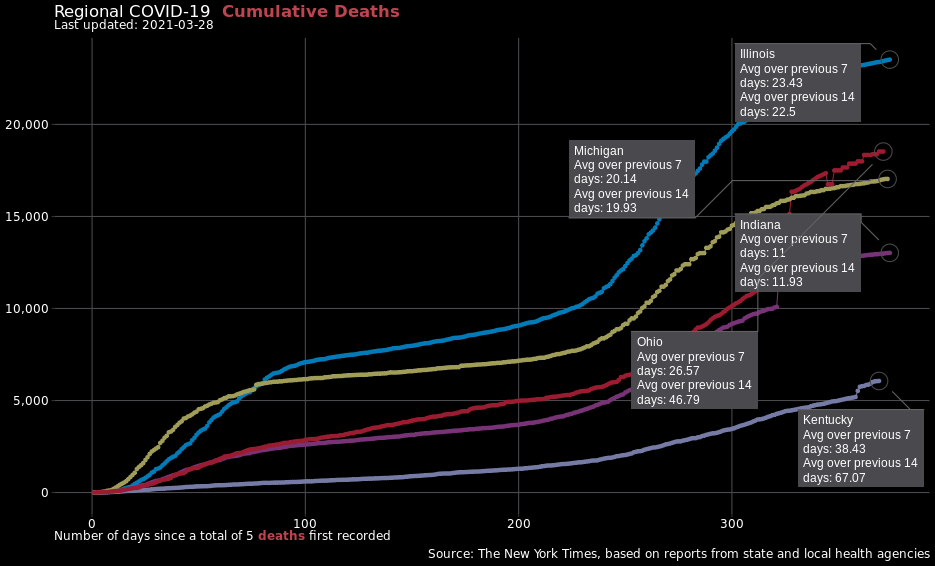 Regional COVID-19 Cumulative Deaths
Last updated: 2021-03-28
Illinois
Avg over previous 7
days: 23.43
Avg over previous 14
days: 22.5
20,000
Michigan
Avg over previous 7
days: 20.14
Avg over previous 14
days: 19.93
15,000
Indiana
Avg over previous 7
days: 11
Avg over previous 14
days: 11.93
10,000
Ohio
Avg over previous 7
days: 26.57
Avg over previous 14
days: 46.79
5,000
Kentucky
Avg over previous 7
days: 38.43
Avg over previous 14
days: 67.07
0
0 100 200 300
Number of days since a total of 5 deaths first recorded
Source: The New York Times, based on reports from state and local health agencies